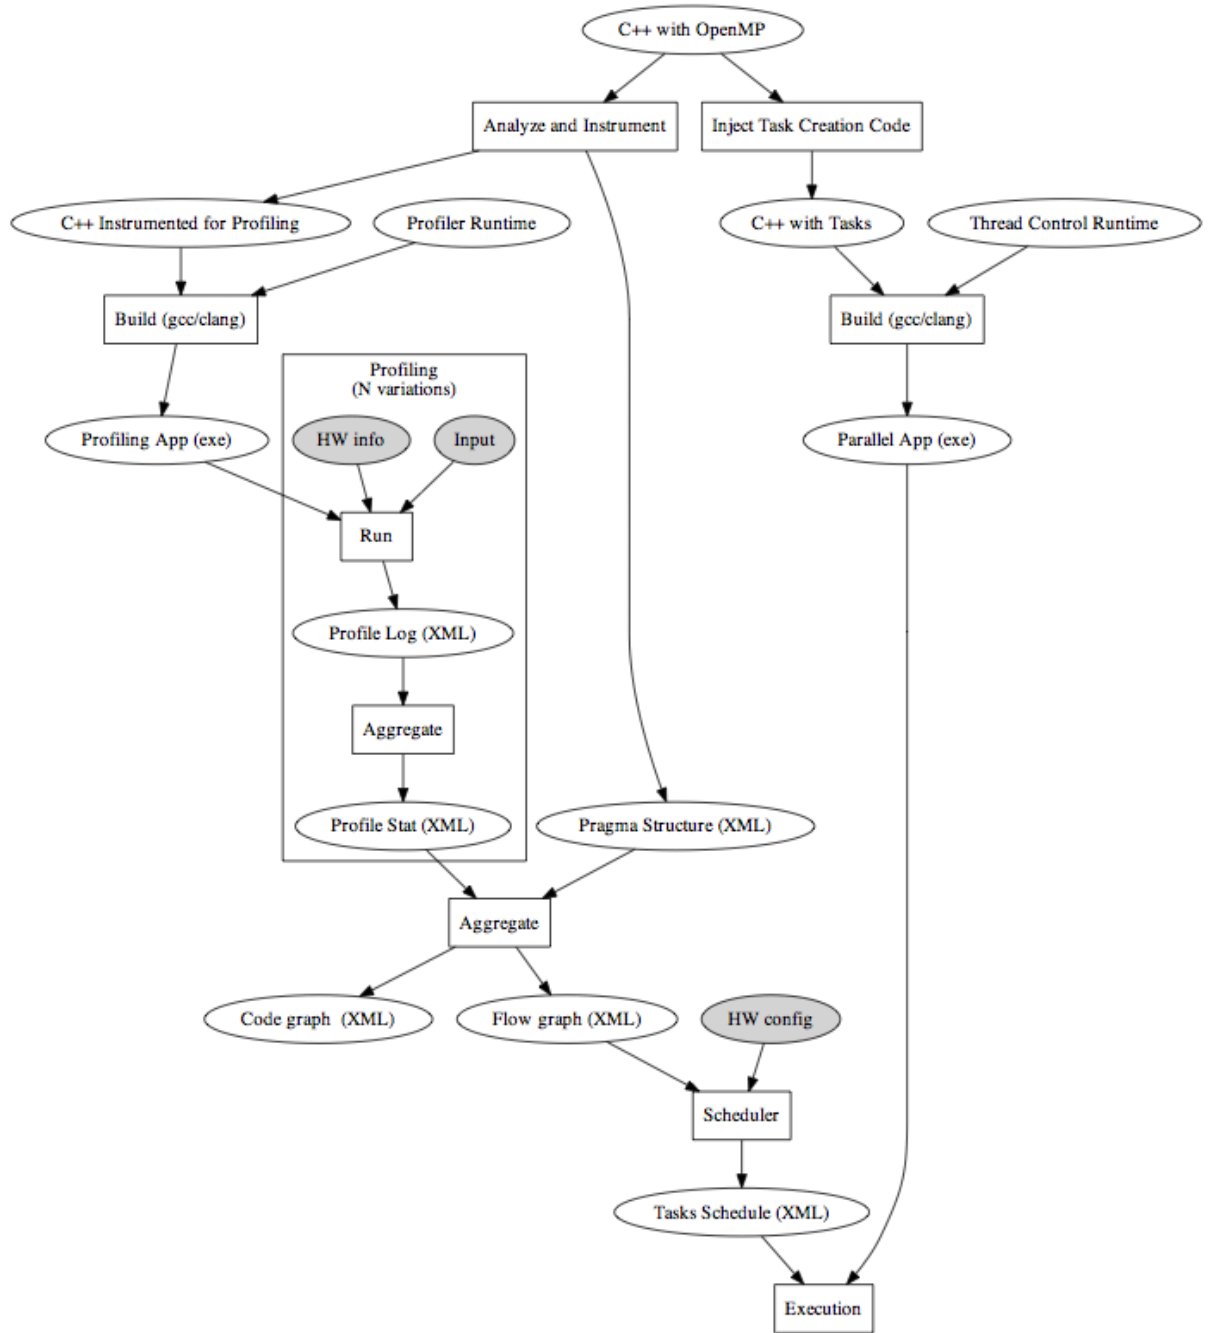 C++ with OpenMP
Analyze and Instrument
Inject Task Creation Code
C++ Instrumented for Profiling
Profiler Runtime
C++ with Tasks
Thread Control Runtime
Build (gcc/clang)
Build (gcc/clang)
Profiling
(N variations)
Profiling App (exe)
HW info
Input
Parallel App (exe)
Run
Profile Log (XML)
Aggregate
Profile Stat (XML)
Pragma Structure (XML)
Aggregate
Code graph  (XML)
Flow graph (XML)
HW config
Scheduler
Tasks Schedule (XML)
Execution